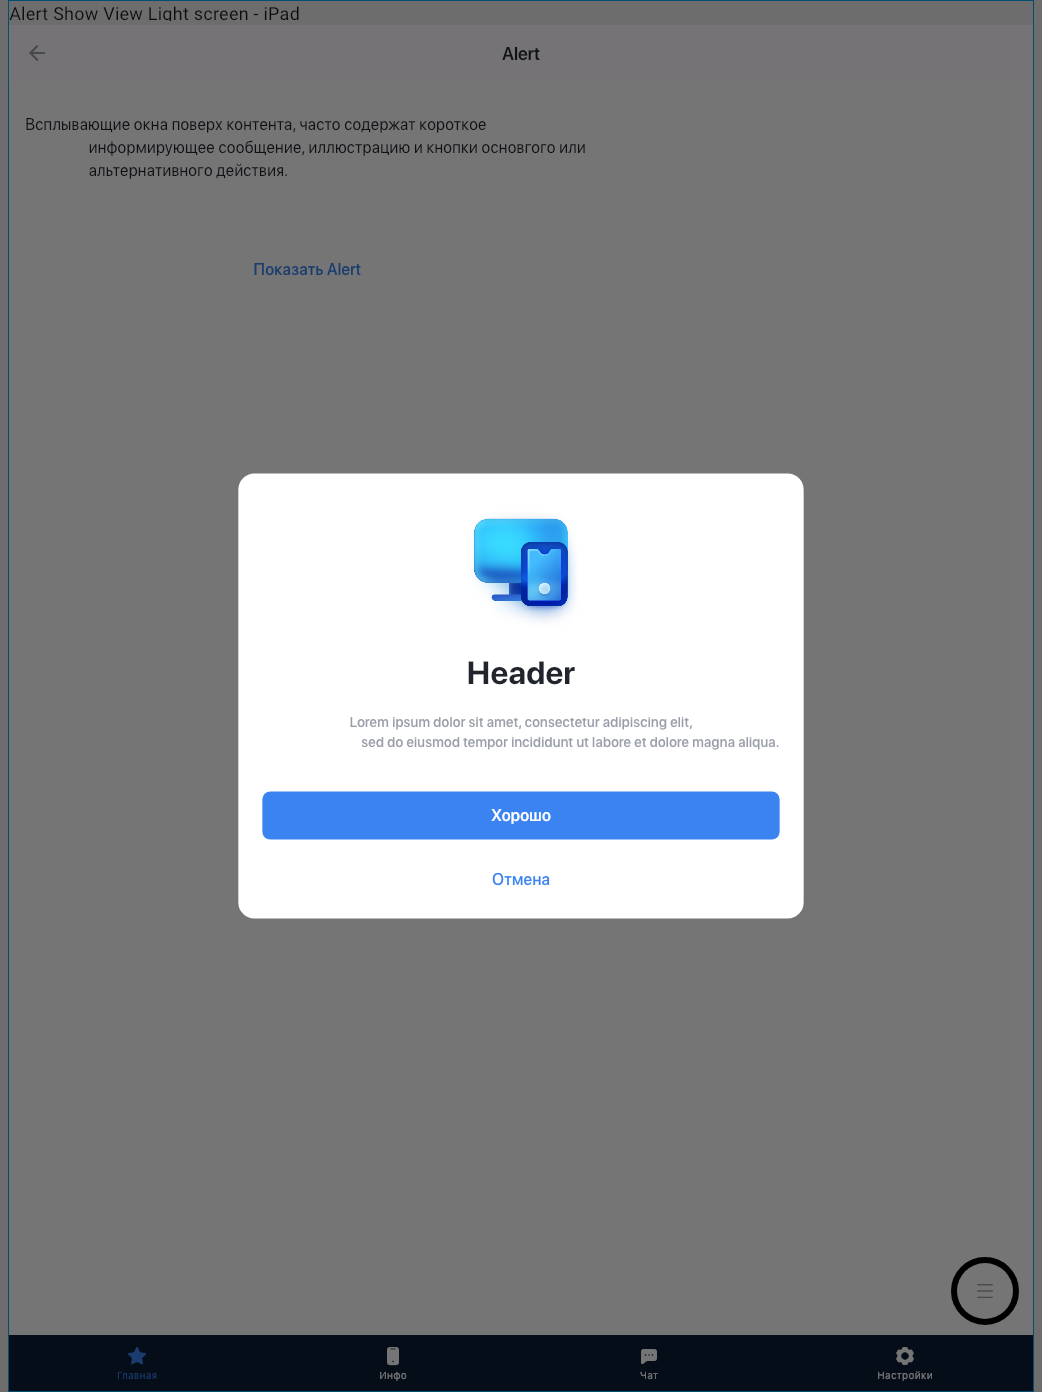 Alert Show View Light screen - iPad
Alert
Всплывающие окна поверх контента, часто содержат короткое
информирующее сообщение, иллюстрацию и кнопки основгого или
альтернативного действия.
Показать Alert
Header
Lorem ipsum dolor sit amet, consectetur adipiscing elit,
sed do eiusmod tempor incididunt ut labore et dolore magna aliqua.
Хорошо
Отмена
Главная
Инфо
Чат
Настройки